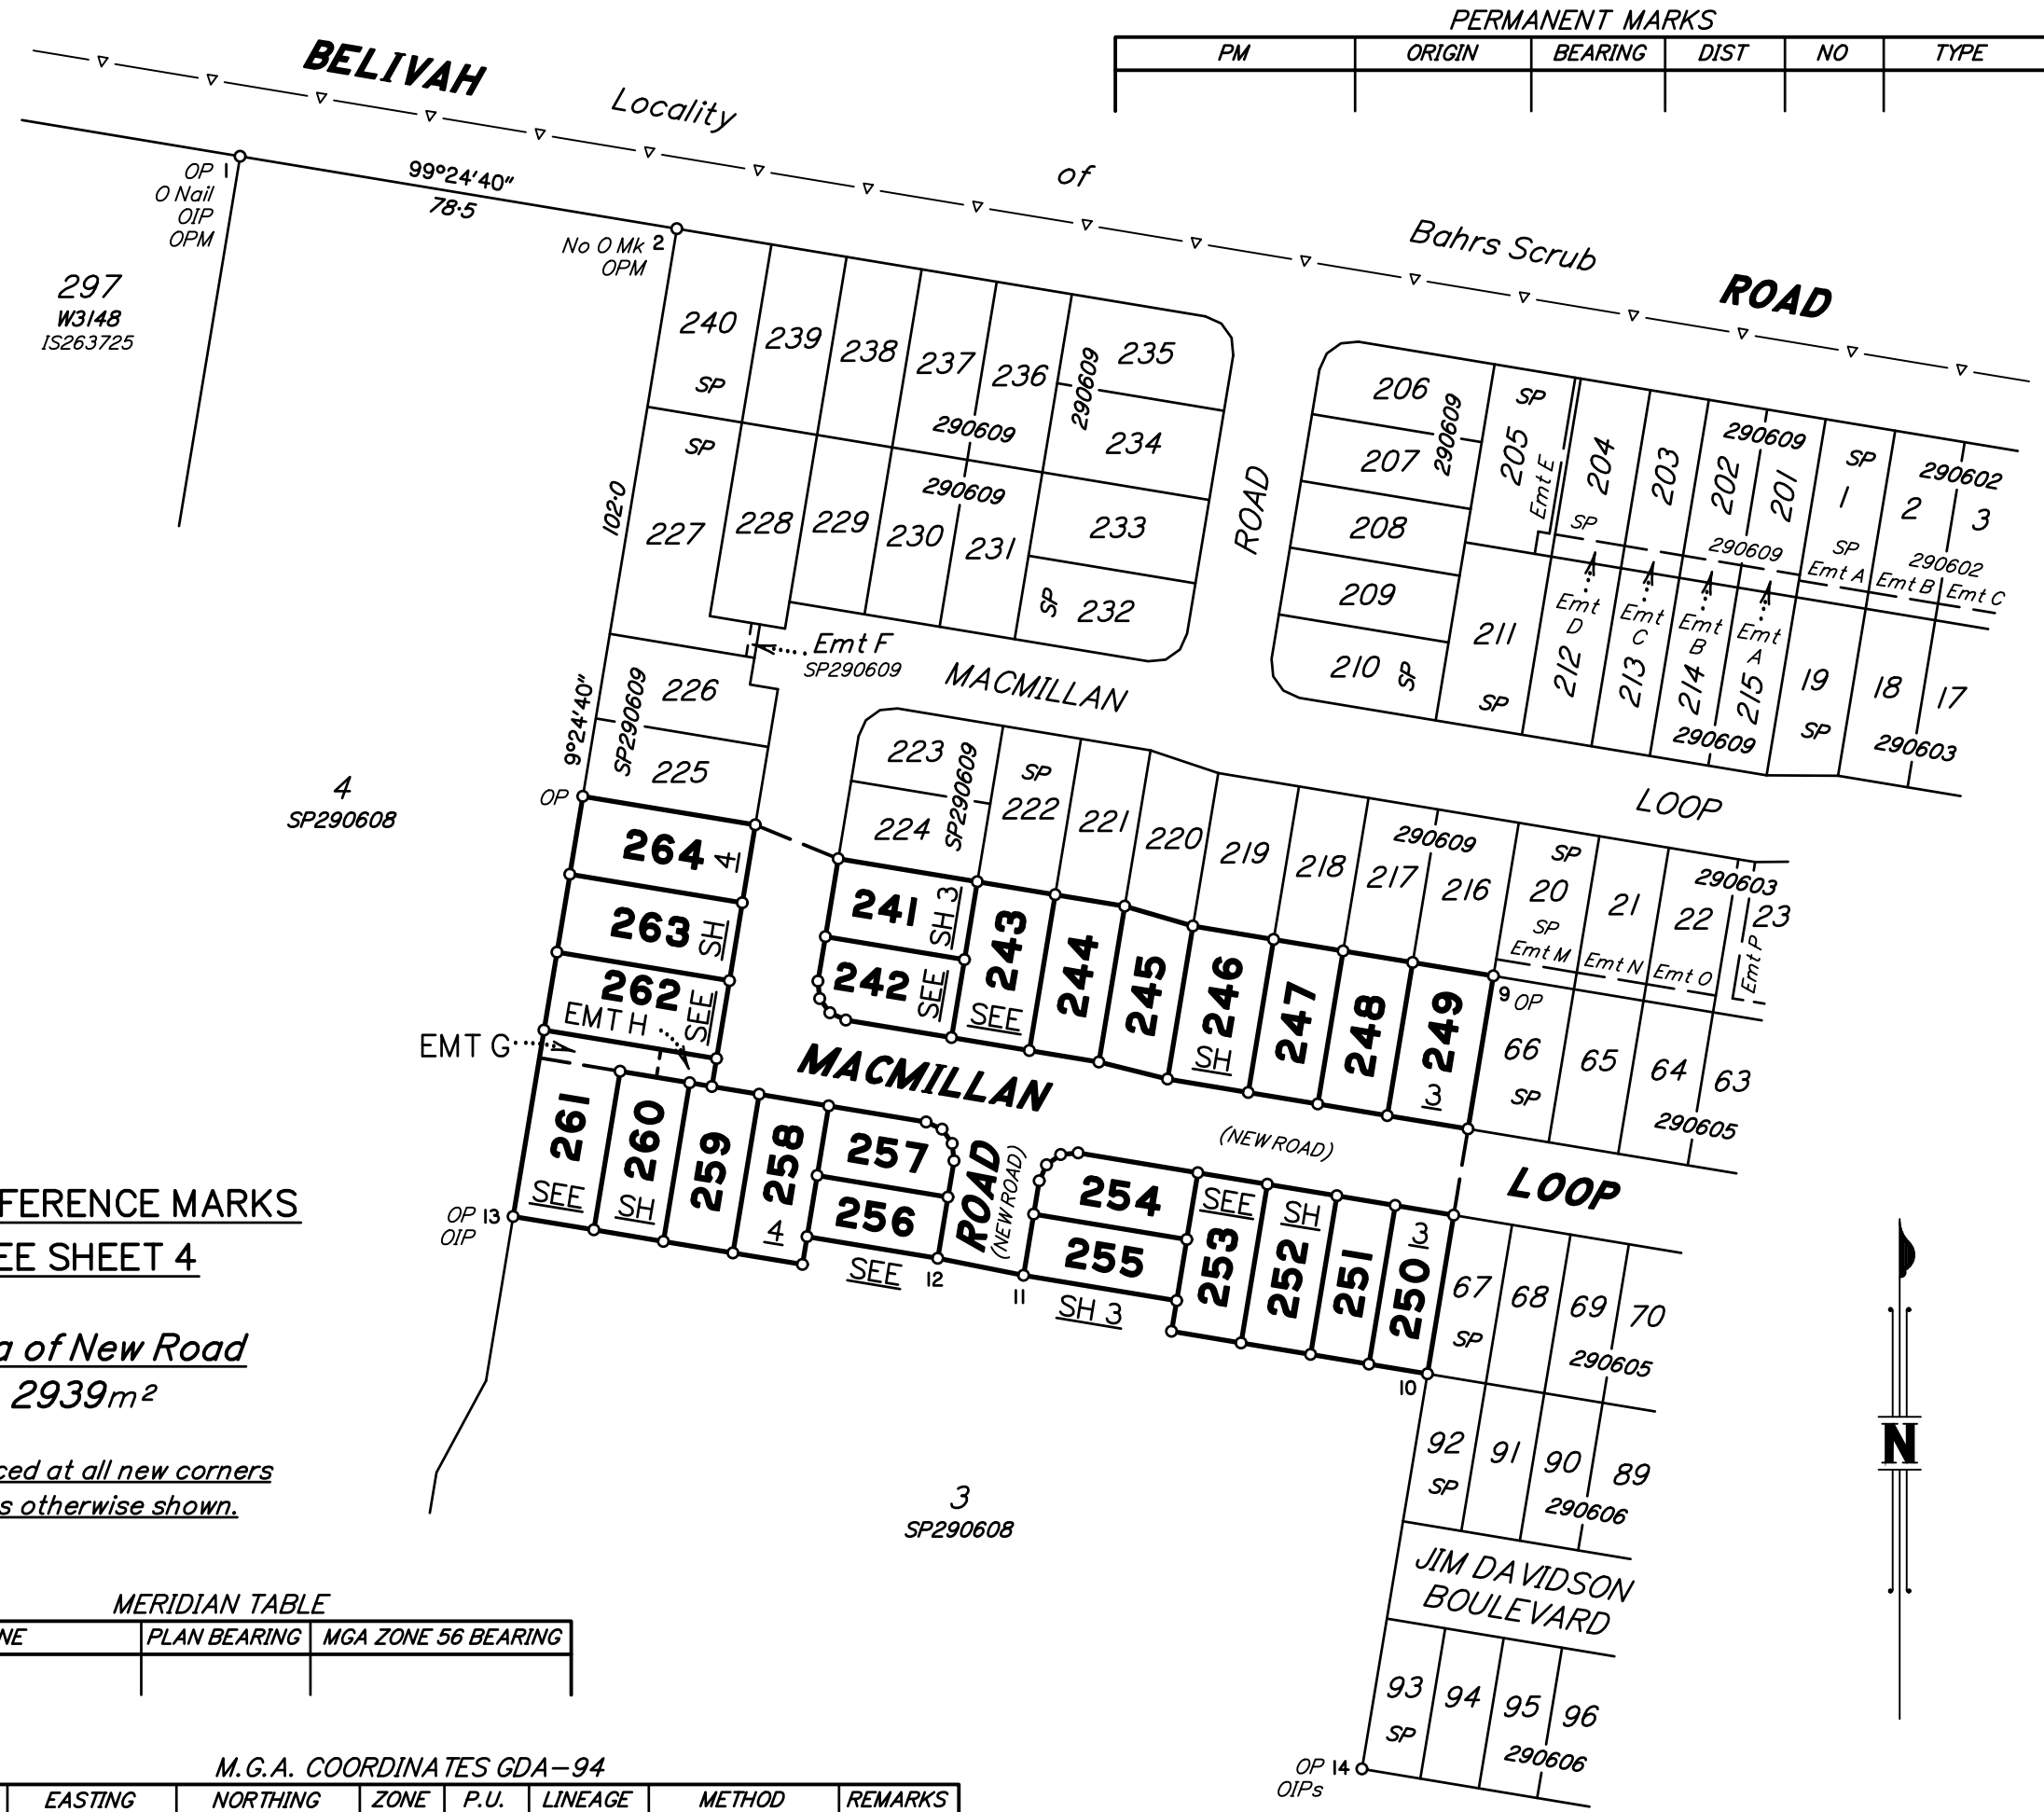 PERMANENT MARKS
PM ORIGIN BEARING DIST NO TYPE
BELIVAH
Locality
of
Bahrs Scrub
ROAD
OP 1
O Nail
OIP
OPM
99°24'40"
78·5
No O Mk 2
OPM
297
W3148
IS263725
240
SP
239
238
237
236
290609
290609
235
234
233
232
SP
SP
227
228
229
230
231
290609
102·0
9°24'40"
ROAD
206
207
208
209
210
SP
290609
SP
205
Emt E
204
203
202
201
290609
SP
290609
SP
1
SP
2
3
290602
290602
Emt A
Emt B
Emt C
Emt
D
Emt
C
Emt
B
Emt
A
211
SP
212
213
214
215
290609
19
SP
18
17
290603
Emt F
SP290609
226
225
SP290609
MACMILLAN
LOOP
223
224
SP290609
SP
222
221
220
219
218
217
216
290609
SP
20
SP
Emt M
21
Emt N
22
Emt O
290603
23
Emt P
4
SP290608
OP
264 4
263 SH
262 SEE
EMT H
EMT G
241 SH 3
242 SEE
243
SEE
244
245
246
SH
247
248
249
3
9 OP
66
SP
65
64
63
290605
MACMILLAN
(NEW ROAD)
LOOP
261
SEE
260
SH
259
258
4
257
256
SEE
12
ROAD
(NEW ROAD)
11
254
255
SH 3
SEE
253
SH
252
251
3
250
10
67
SP
68
69
70
290605
OP 13
OIP
FERENCE MARKS
EE SHEET 4
a of New Road
2939m²
ced at all new corners
s otherwise shown.
3
SP290608
92
SP
91
90
89
290606
JIM DAVIDSON
BOULEVARD
93
SP
94
95
96
290606
OP 14
OIPs
N
MERIDIAN TABLE
NE PLAN BEARING MGA ZONE 56 BEARING
M.G.A. COORDINATES GDA-94
EASTING NORTHING ZONE P.U. LINEAGE METHOD REMARKS